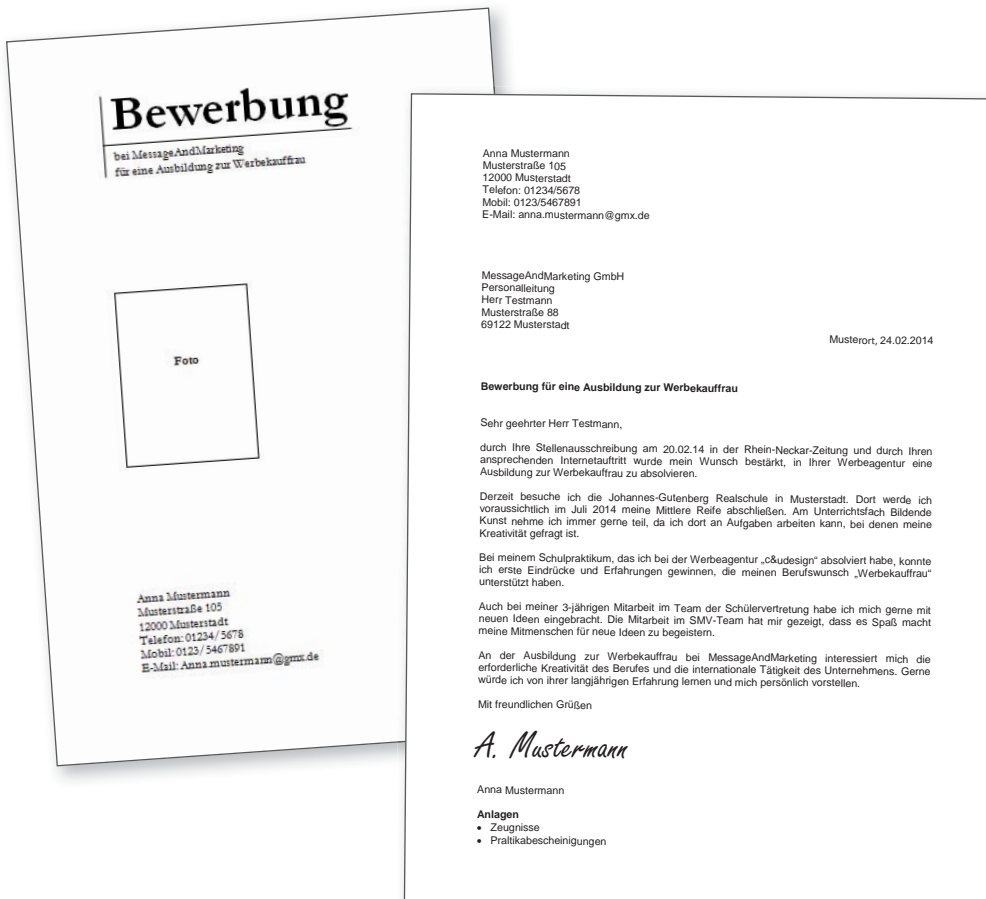 Bewerbung
bei MessageAndMarketing
für eine Ausbildung zur Werbekauffrau
Foto
Anna Mustermann
Musterstraße 105
12000 Musterstadt
Telefon: 01234/5678
Mobil: 0123/5467891
E-Mail: Anna.mustermann@gmx.de
Anna Mustermann
Musterstraße 105
12000 Musterstadt
Telefon: 01234/5678
Mobil: 0123/5467891
E-Mail: anna.mustermann@gmx.de
MessageAndMarketing GmbH
Personalleitung
Herr Testmann
Musterstraße 88
69122 Musterstadt
Musterort, 24.02.2014
Bewerbung für eine Ausbildung zur Werbekauffrau
Sehr geehrter Herr Testmann,
durch Ihre Stellenausschreibung am 20.02.14 in der Rhein-Neckar-Zeitung und durch Ihren
ansprechenden Internetauftritt wurde mein Wunsch bestärkt, in Ihrer Werbeagentur eine
Ausbildung zur Werbekauffrau zu absolvieren.
Derzeit besuche ich die Johannes-Gutenberg Realschule in Musterstadt. Dort werde ich
voraussichtlich im Juli 2014 meine Mittlere Reife abschließen. Am Unterrichtsfach Bildende
Kunst nehme ich immer gerne teil, da ich dort an Aufgaben arbeiten kann, bei denen meine
Kreativität gefragt ist.
Bei meinem Schulpraktikum, das ich bei der Werbeagentur „c&udesign“ absolviert habe, konnte
ich erste Eindrücke und Erfahrungen gewinnen, die meinen Berufswunsch „Werbekauffrau“
unterstützt haben.
Auch bei meiner 3-jährigen Mitarbeit im Team der Schülervertretung habe ich mich gerne mit
neuen Ideen eingebracht. Die Mitarbeit im SMV-Team hat mir gezeigt, dass es Spaß macht
meine Mitmenschen für neue Ideen zu begeistern.
An der Ausbildung zur Werbekauffrau bei MessageAndMarketing interessiert mich die
erforderliche Kreativität des Berufes und die internationale Tätigkeit des Unternehmens. Gerne
würde ich von ihrer langjährigen Erfahrung lernen und mich persönlich vorstellen.
Mit freundlichen Grüßen
A. Mustermann
Anna Mustermann
Anlagen
• Zeugnisse
• Praltikabescheinigungen